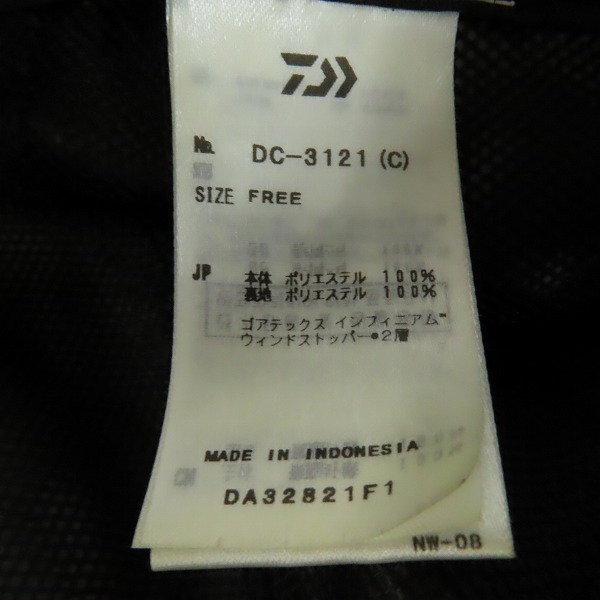 No. DC-3121 (C)
SIZE FREE
JP 本体 ポリエステル 100%
裏地 ポリエステル 100%
ゴアテックス インフィニアム™
ウィンドストッパー®2層
MADE IN INDONESIA
DA32821F1
NW-08